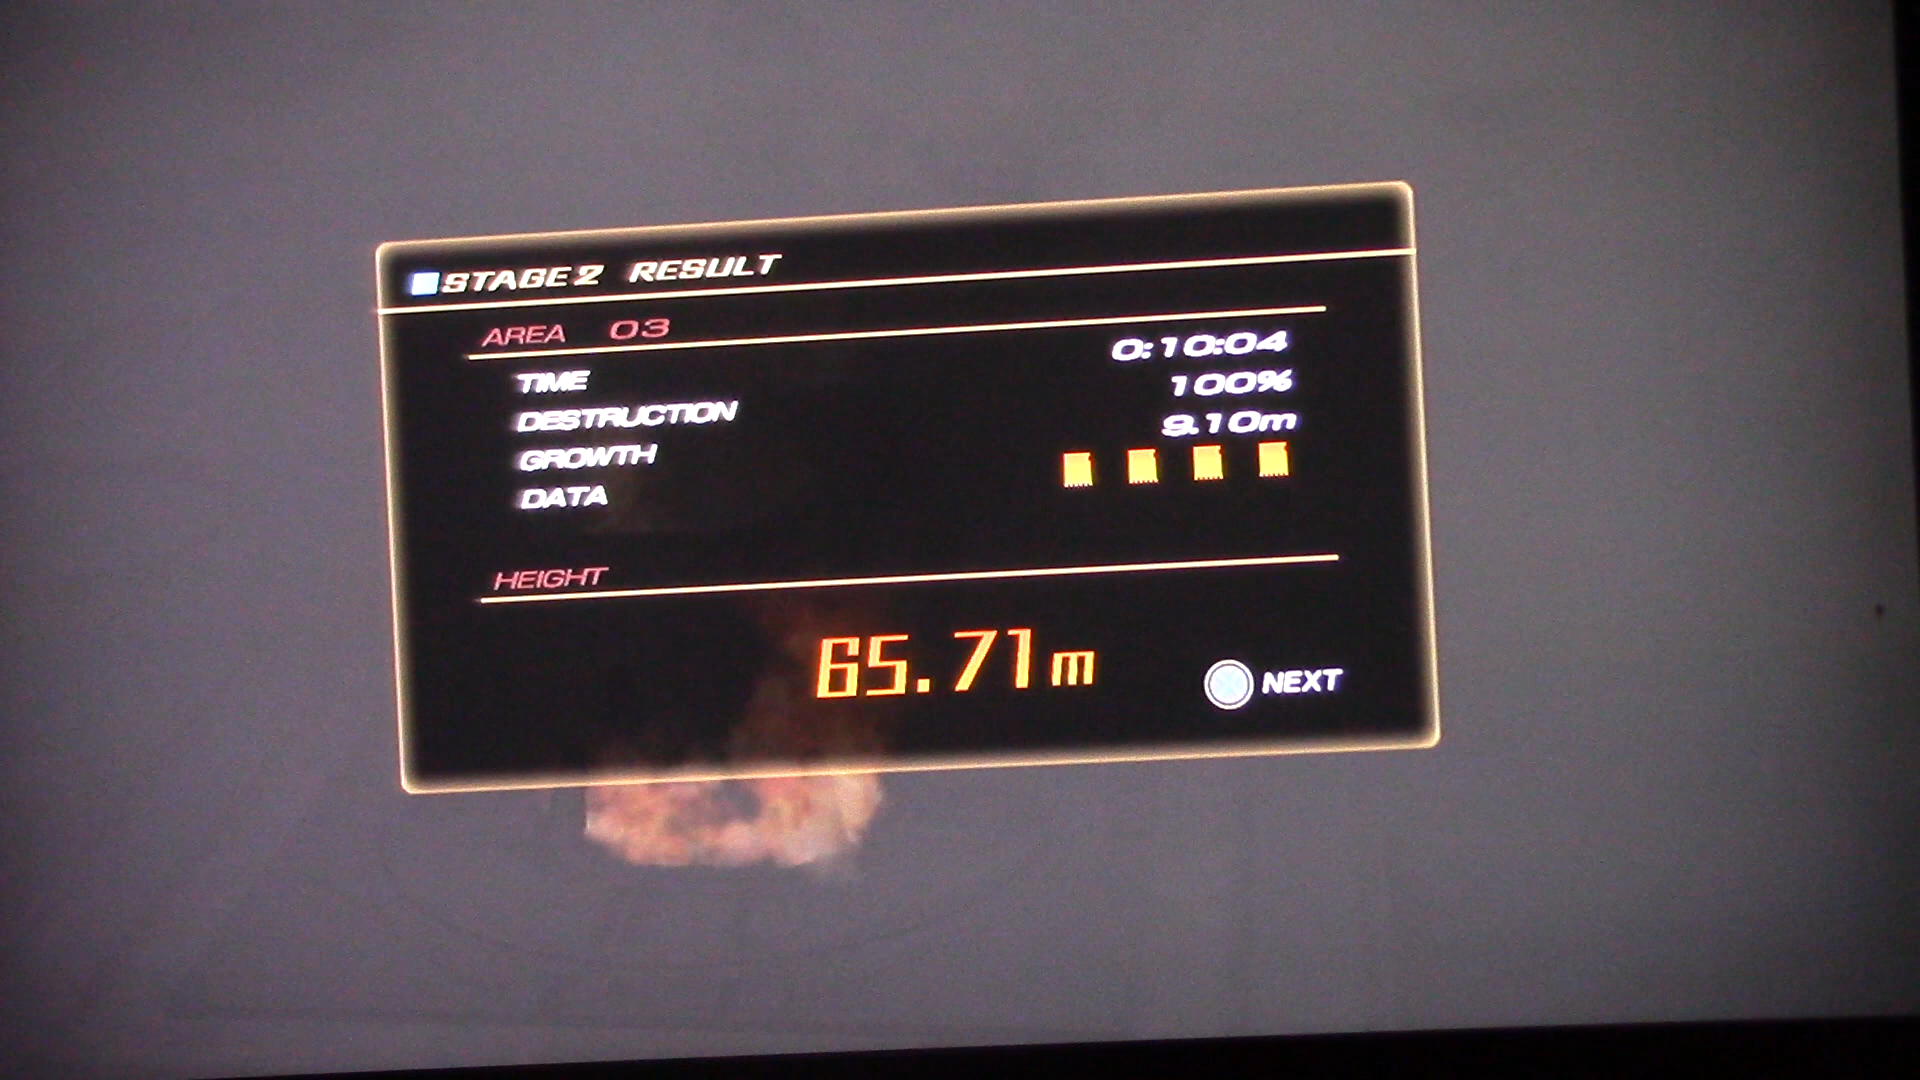 STAGE 2 RESULT
AREA 03
TIME 0:10:04
DESTRUCTION 100%
GROWTH 9.10m
DATA
HEIGHT
65.71m
NEXT